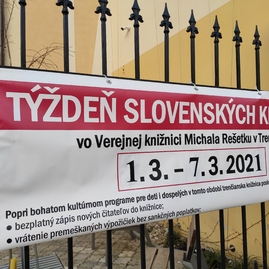 TÝŽDEŇ SLOVENSKÝCH K
vo Verejnej knižnici Michala Rešetku v Tre
1.3. – 7.3.2021
Popri bohatom kultúrnom programe pre deti i dospelých v tomto období trenčianska knižnica
• bezplatný zápis nových čitateľov do knižnice;
• vrátenie premeškaných výpožičiek bez sankčných poplatkov;